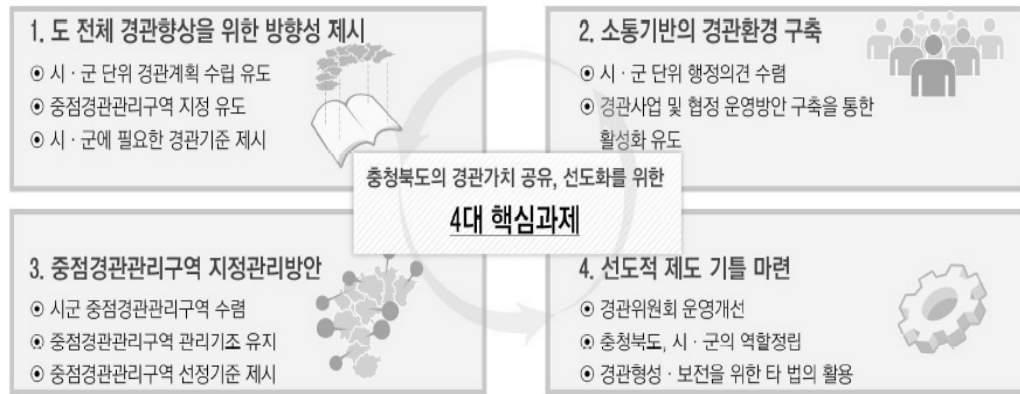 1. 도 전체 경관향상을 위한 방향성 제시
⊙ 시 · 군 단위 경관계획 수립 유도
⊙ 중점경관관리구역 지정 유도
⊙ 시 · 군에 필요한 경관기준 제시
2. 소통기반의 경관환경 구축
⊙ 시 · 군 단위 행정의견 수렴
⊙ 경관사업 및 협정 운영방안 구축을 통한
활성화 유도
충청북도의 경관가치 공유, 선도화를 위한
4대 핵심과제
3. 중점경관관리구역 지정관리방안
⊙ 시군 중점경관관리구역 수렴
⊙ 중점경관관리구역 관리기조 유지
⊙ 중점경관관리구역 선정기준 제시
4. 선도적 제도 기틀 마련
⊙ 경관위원회 운영개선
⊙ 충청북도, 시 · 군의 역할정립
⊙ 경관형성 · 보전을 위한 타 법의 활용